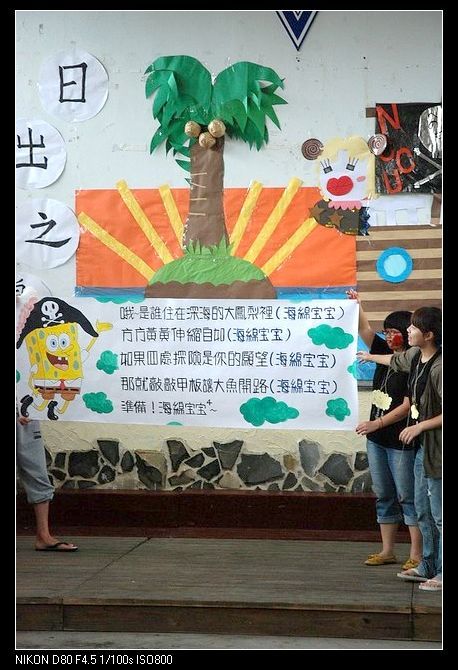 日
出
之
NCU
哦~是誰住在深海的大鳳梨裡(海綿宝宝)
方方黃黃伸縮自如(海綿宝宝)
如果四處探險是你的願望(海綿宝宝)
那就敲敲甲板讓大魚開路(海綿宝宝)
準備!海綿宝宝~
NIKON D80 F4.5 1/100s ISO800